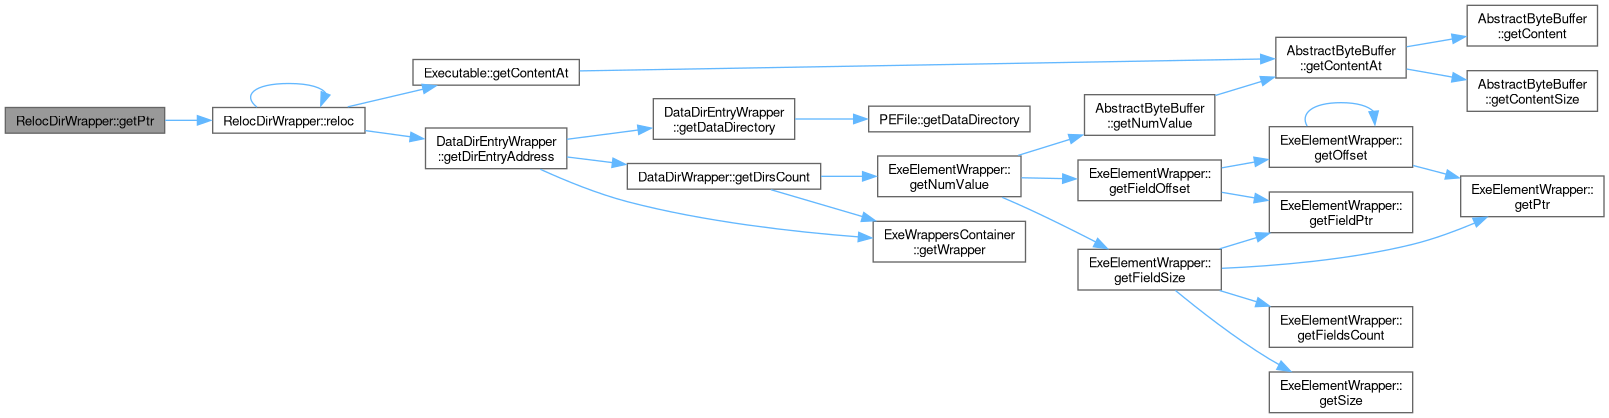 RelocDirWrapper::getPtr
RelocDirWrapper::reloc
Executable::getContentAt
DataDirEntryWrapper
::getDirEntryAddress
DataDirEntryWrapper
::getDataDirectory
DataDirWrapper::getDirsCount
PEFile::getDataDirectory
ExeElementWrapper::
getNumValue
ExeWrappersContainer
::getWrapper
AbstractByteBuffer
::getNumValue
ExeElementWrapper::
getFieldOffset
ExeElementWrapper::
getFieldSize
AbstractByteBuffer
::getContentAt
ExeElementWrapper::
getOffset
ExeElementWrapper::
getFieldPtr
ExeElementWrapper::
getFieldsCount
ExeElementWrapper::
getSize
AbstractByteBuffer
::getContent
AbstractByteBuffer
::getContentSize
ExeElementWrapper::
getPtr